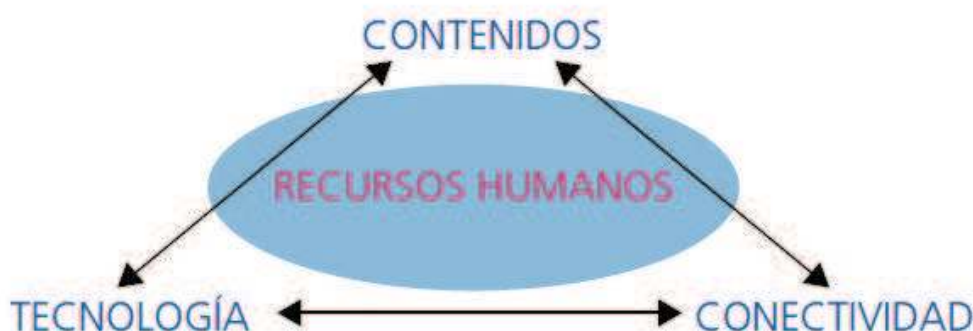 CONTENIDOS
RECURSOS HUMANOS
TECNOLOGÍA
CONECTIVIDAD